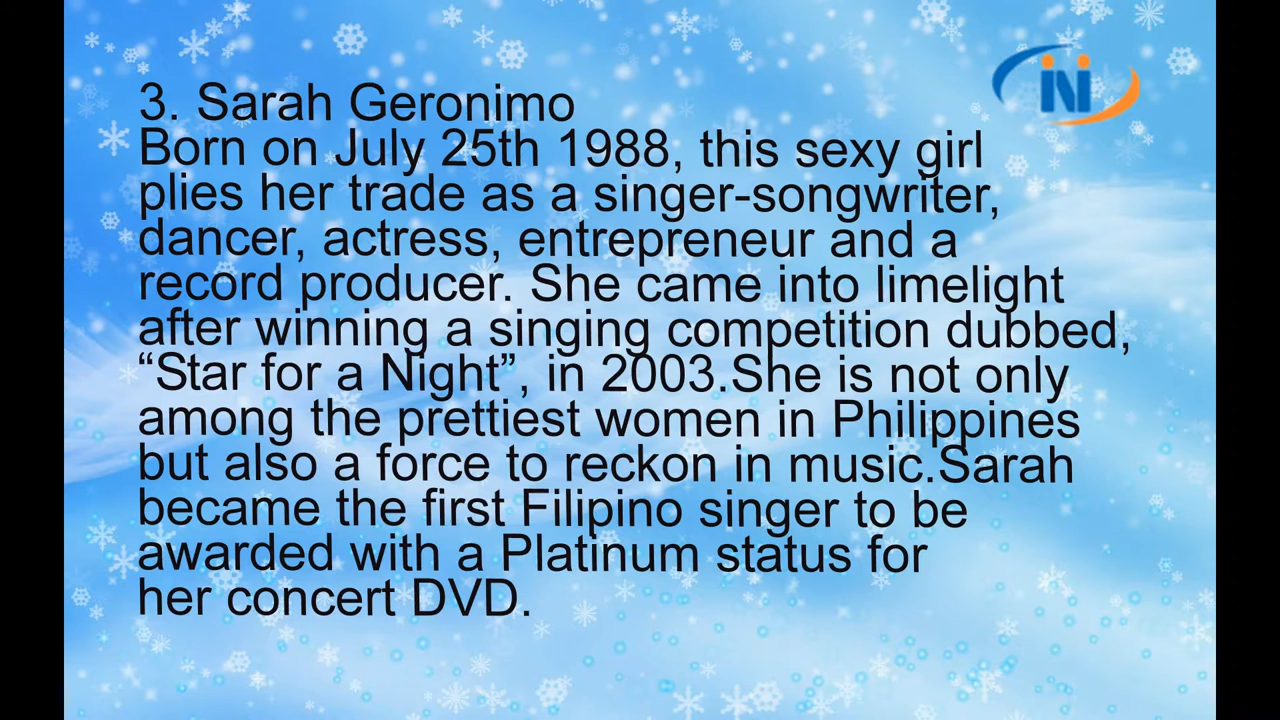 iNi
3. Sarah Geronimo
Born on July 25th 1988, this sexy girl
plies her trade as a singer-songwriter,
dancer, actress, entrepreneur and a
record producer. She came into limelight
after winning a singing competition dubbed,
“Star for a Night”, in 2003.She is not only
among the prettiest women in Philippines
but also a force to reckon in music.Sarah
became the first Filipino singer to be
awarded with a Platinum status for
her concert DVD.